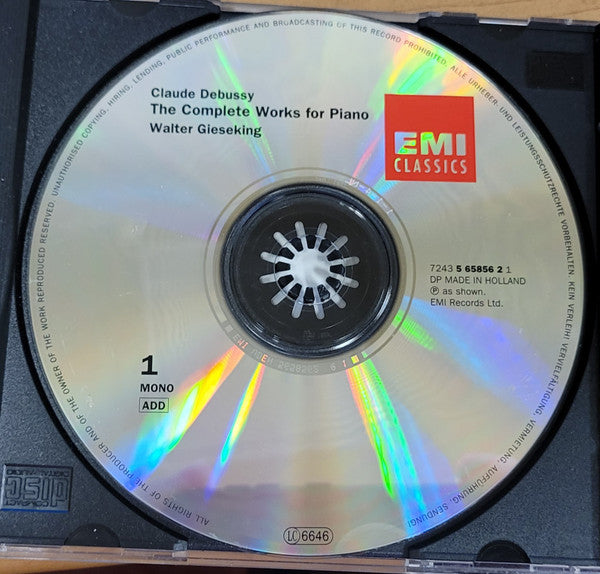 Claude Debussy
The Complete Works for Piano
Walter Gieseking
EMI
CLASSICS
7243 5 65856 2 1
DP MADE IN HOLLAND
Ⓟ as shown.
EMI Records Ltd.
1
MONO
ADD
LC 6646
ALL RIGHTS OF THE PRODUCER AND OF THE OWNER OF THE WORK REPRODUCED RESERVED. UNAUTHORISED COPYING, HIRING, LENDING, PUBLIC PERFORMANCE AND BROADCASTING OF THIS RECORD PROHIBITED. ALLE URHEBER- UND LEISTUNGSSCHUTZRECHTE VORBEHALTEN. KEIN VERLEIH! VERVIELFÄLTIGUNG, VERMIETUNG, AUFFÜHRUNG, SENDUNG!
disc